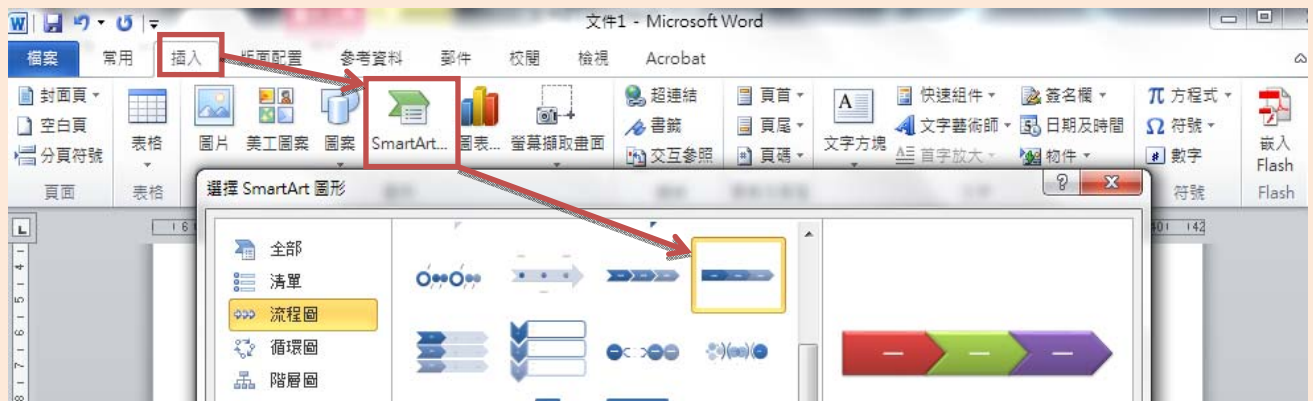 文件1 - Microsoft Word
檔案 常用 插入 版面配置 參考資料 郵件 校閱 檢視 Acrobat
封面頁
空白頁
分頁符號
頁面
表格
表格
圖片 美工圖案 圖案 SmartArt... 圖表... 螢幕擷取畫面
超連結
書籤
交互參照
頁首
頁尾
頁碼
文字方塊
快速組件
文字藝術師
首字放大
簽名欄
日期及時間
物件
方程式
符號
數字
符號
嵌入
Flash
Flash
選擇 SmartArt 圖形
全部
清單
流程圖
循環圖
階層圖